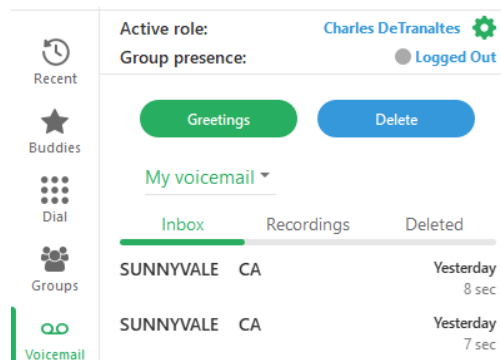 Active role: Charles DeTranaltes
Group presence: Logged Out
Recent
Buddies
Dial
Groups
Voicemail
Greetings Delete
My voicemail
Inbox Recordings Deleted
SUNNYVALE CA Yesterday
8 sec
SUNNYVALE CA Yesterday
7 sec